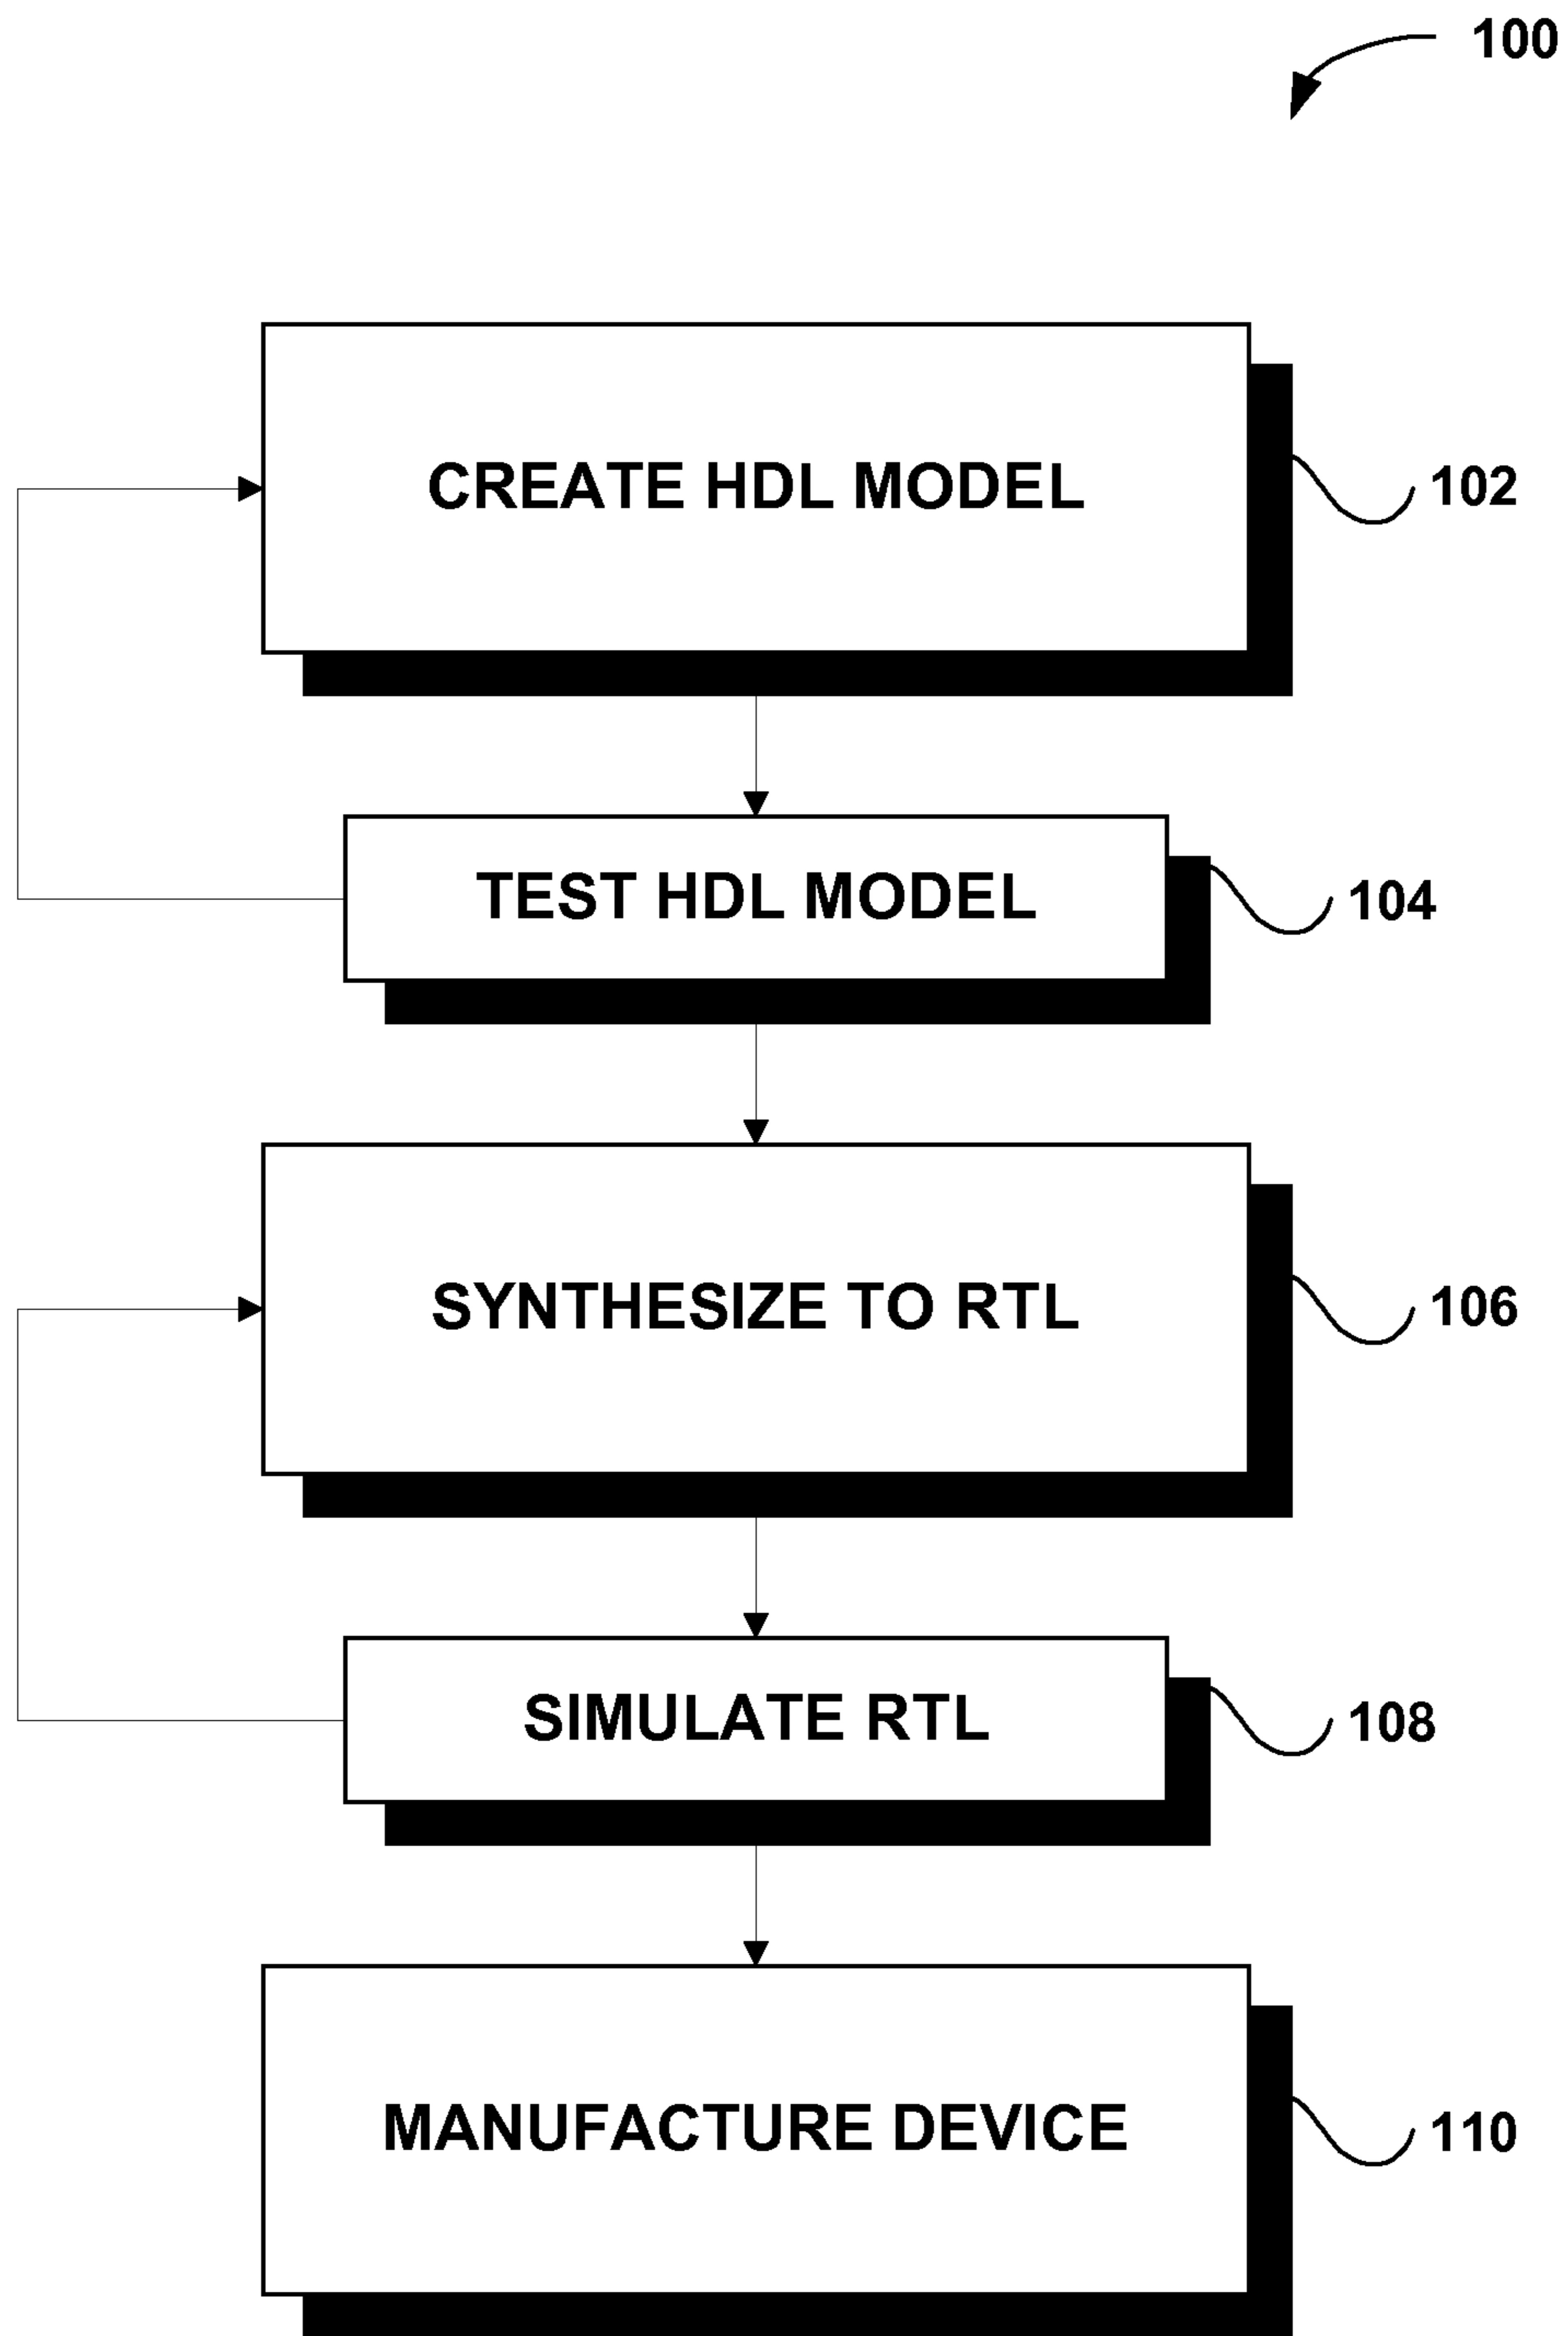 100
CREATE HDL MODEL
102
TEST HDL MODEL
104
SYNTHESIZE TO RTL
106
SIMULATE RTL
108
MANUFACTURE DEVICE
110